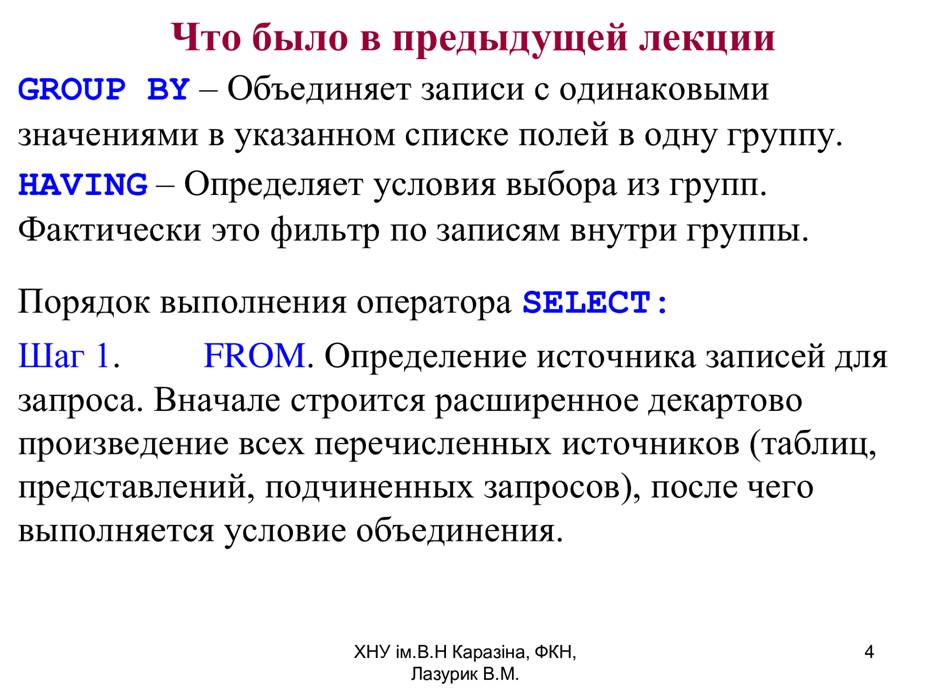 Что было в предыдущей лекции
GROUP BY – Объединяет записи с одинаковыми
значениями в указанном списке полей в одну группу.
HAVING – Определяет условия выбора из групп.
Фактически это фильтр по записям внутри группы.
Порядок выполнения оператора SELECT:
Шаг 1. FROM. Определение источника записей для
запроса. Вначале строится расширенное декартово
произведение всех перечисленных источников (таблиц,
представлений, подчиненных запросов), после чего
выполняется условие объединения.
ХНУ ім.В.Н Каразіна, ФКН,
Лазурик В.М.
4